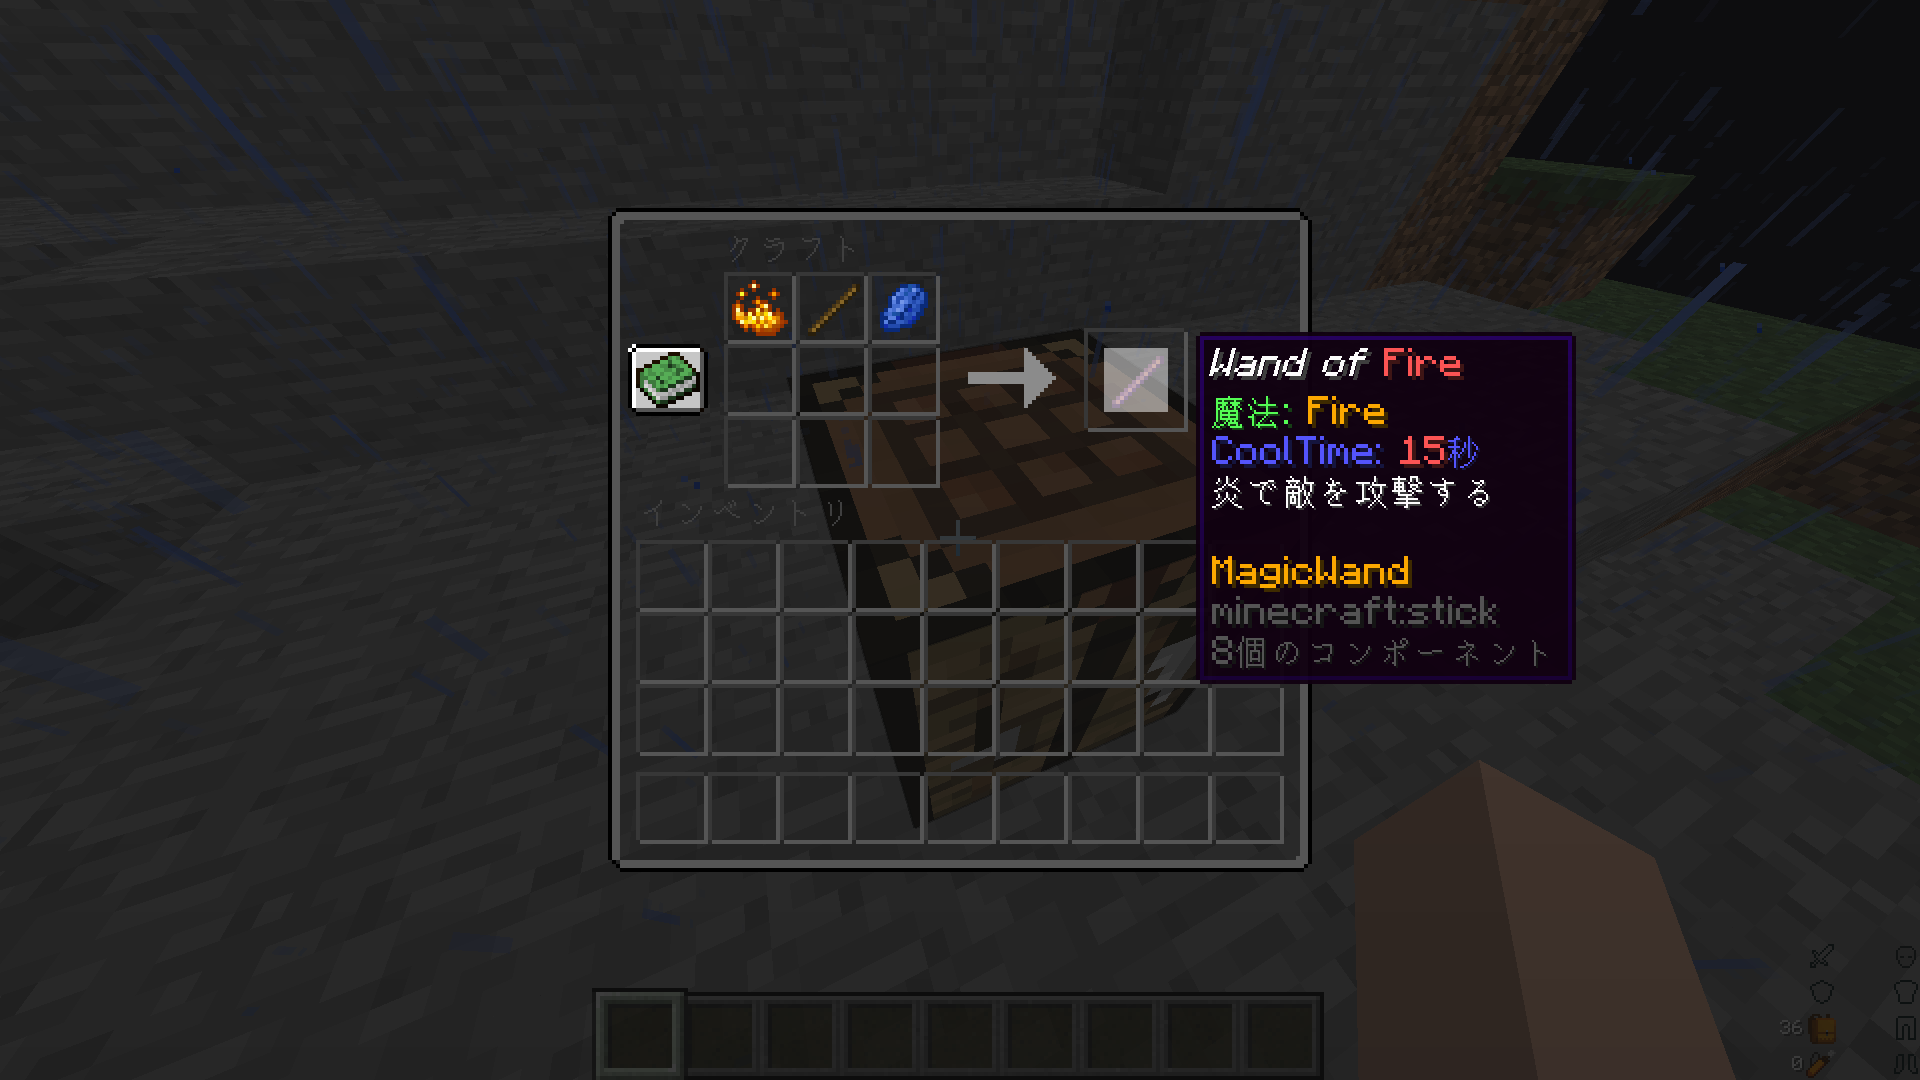 クラフト
Wand of Fire
魔法: Fire
CoolTime: 15秒
炎で敵を攻撃する
MagicWand
minecraft:stick
8個のコンポーネント
インベントリ
36
0